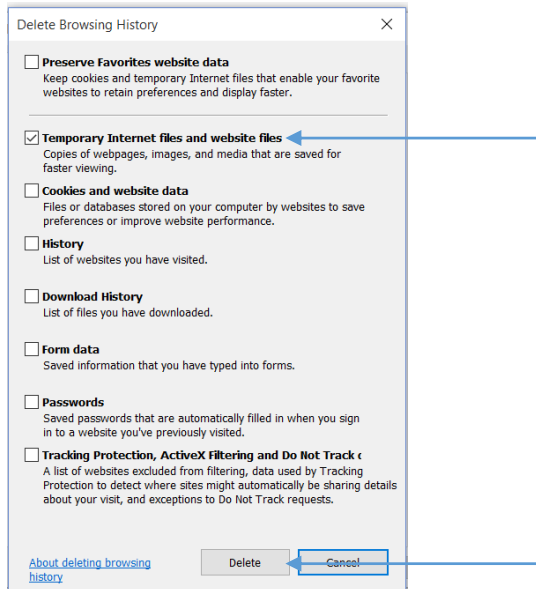 Delete Browsing History
Preserve Favorites website data
Keep cookies and temporary Internet files that enable your favorite
websites to retain preferences and display faster.
Temporary Internet files and website files
Copies of webpages, images, and media that are saved for
faster viewing.
Cookies and website data
Files or databases stored on your computer by websites to save
preferences or improve website performance.
History
List of websites you have visited.
Download History
List of files you have downloaded.
Form data
Saved information that you have typed into forms.
Passwords
Saved passwords that are automatically filled in when you sign
in to a website you've previously visited.
Tracking Protection, ActiveX Filtering and Do Not Track
A list of websites excluded from filtering, data used by Tracking
Protection to detect where sites might automatically be sharing details
about your visit, and exceptions to Do Not Track requests.
About deleting browsing
history
Delete
Cancel